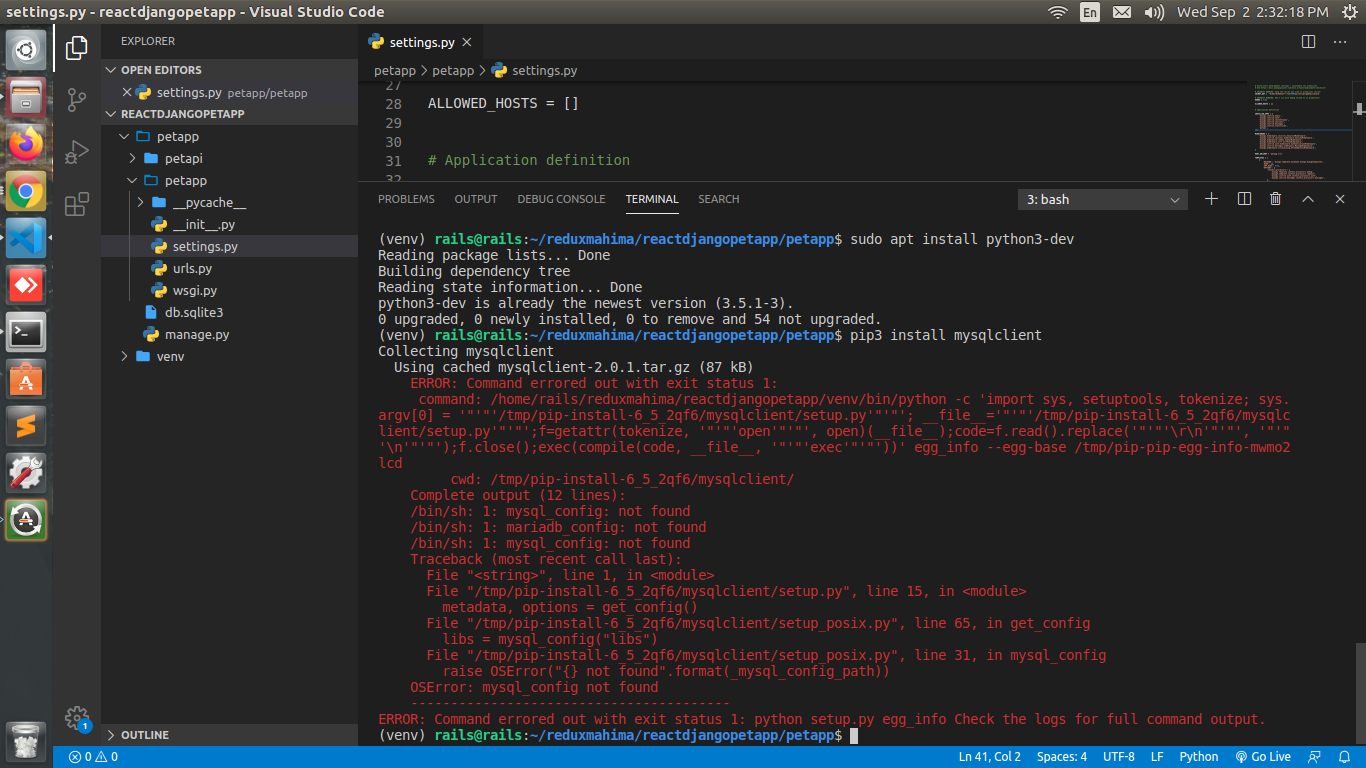 settings.py - reactdjangopetapp - Visual Studio Code
En
Wed Sep 2 2:32:18 PM
EXPLORER
OPEN EDITORS
settings.py petapp/petapp
REACTDJANGOPETAPP
petapp
petapi
petapp
__pycache__
__init__.py
settings.py
urls.py
wsgi.py
db.sqlite3
manage.py
venv
OUTLINE
1
settings.py
petapp > petapp > settings.py
27
28 ALLOWED_HOSTS = []
29
30
31 # Application definition
32
PROBLEMS OUTPUT DEBUG CONSOLE TERMINAL SEARCH
3: bash
(venv) rails@rails:~/reduxmahima/reactdjangopetapp/petapp$ sudo apt install python3-dev
Reading package lists... Done
Building dependency tree
Reading state information... Done
python3-dev is already the newest version (3.5.1-3).
0 upgraded, 0 newly installed, 0 to remove and 54 not upgraded.
(venv) rails@rails:~/reduxmahima/reactdjangopetapp/petapp$ pip3 install mysqlclient
Collecting mysqlclient
Using cached mysqlclient-2.0.1.tar.gz (87 kB)
ERROR: Command errored out with exit status 1:
command: /home/rails/reduxmahima/reactdjangopetapp/venv/bin/python -c 'import sys, setuptools, tokenize; sys.
argv[0] = '"'"'/tmp/pip-install-6_5_2qf6/mysqlclient/setup.py'"'"'; __file__='"'"'/tmp/pip-install-6_5_2qf6/mysqlc
lient/setup.py'"'"';f=getattr(tokenize, '"'"'open'"'"', open)(__file__);code=f.read().replace('"'"'\r\n'"'"', '"'"
'\n'"'"');f.close();exec(compile(code, __file__, '"'"'exec'"'"'))' egg_info --egg-base /tmp/pip-pip-egg-info-mwmo2
lcd
cwd: /tmp/pip-install-6_5_2qf6/mysqlclient/
Complete output (12 lines):
/bin/sh: 1: mysql_config: not found
/bin/sh: 1: mariadb_config: not found
/bin/sh: 1: mysql_config: not found
Traceback (most recent call last):
File "<string>", line 1, in <module>
File "/tmp/pip-install-6_5_2qf6/mysqlclient/setup.py", line 15, in <module>
metadata, options = get_config()
File "/tmp/pip-install-6_5_2qf6/mysqlclient/setup_posix.py", line 65, in get_config
libs = mysql_config("libs")
File "/tmp/pip-install-6_5_2qf6/mysqlclient/setup_posix.py", line 31, in mysql_config
raise OSError("{} not found".format(_mysql_config_path))
OSError: mysql_config not found
----------------------------------------
ERROR: Command errored out with exit status 1: python setup.py egg_info Check the logs for full command output.
(venv) rails@rails:~/reduxmahima/reactdjangopetapp/petapp$
0 0 Ln 41, Col 2 Spaces: 4 UTF-8 LF Python Go Live